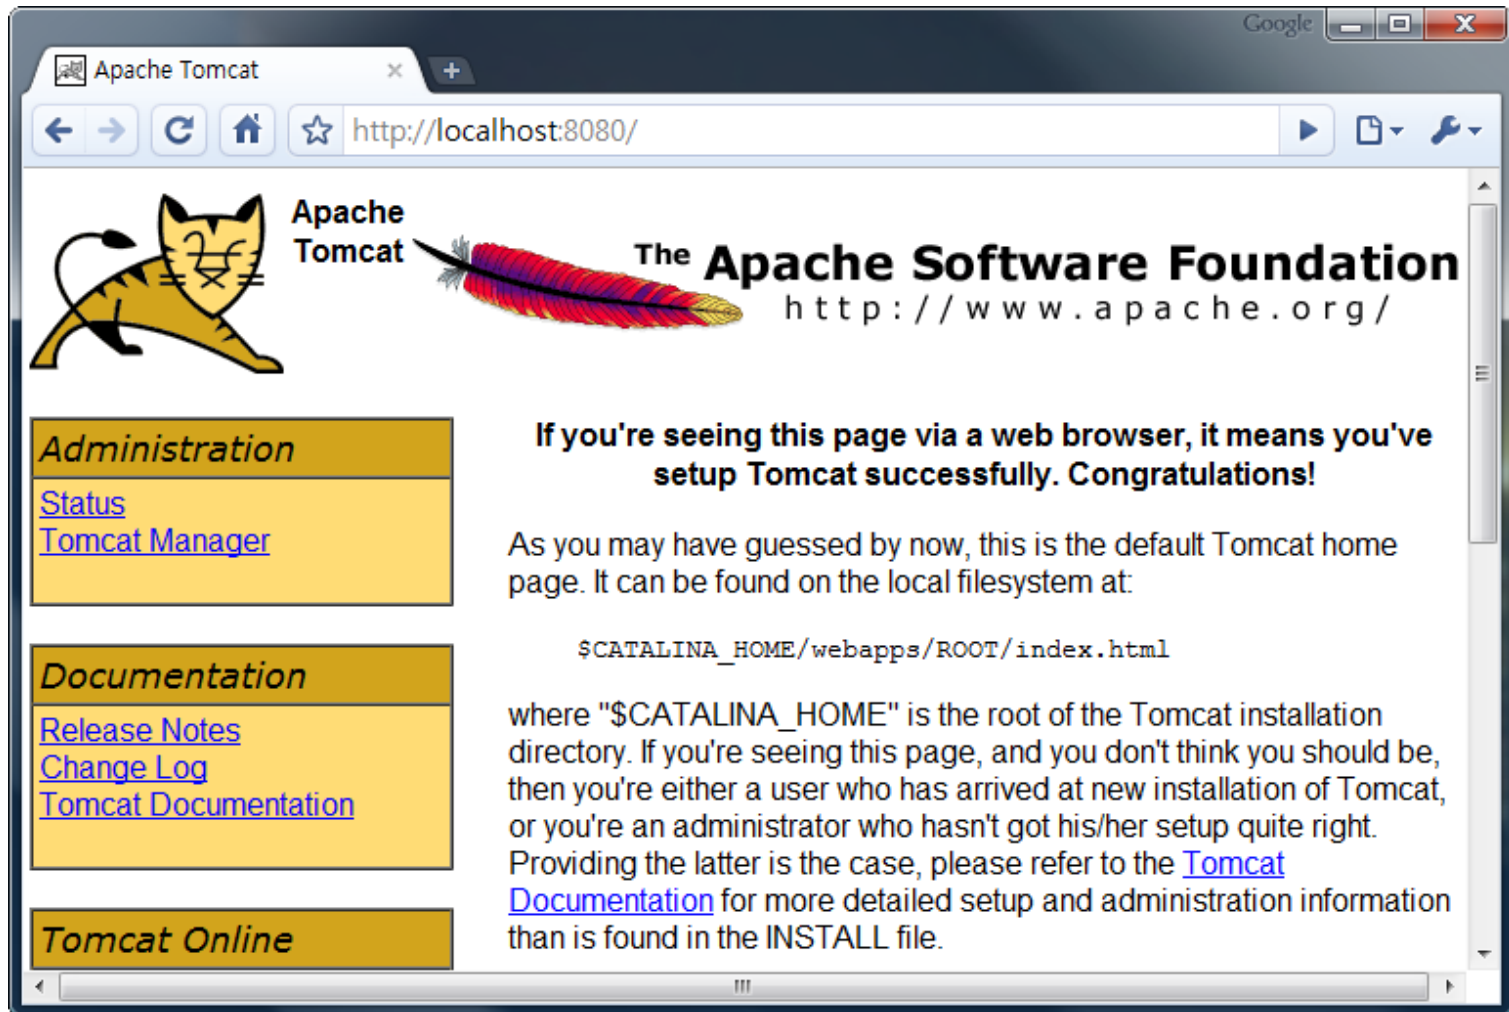 Google
Apache Tomcat
http://localhost:8080/
Apache
Tomcat
The Apache Software Foundation
http://www.apache.org/
Administration
Status
Tomcat Manager
Documentation
Release Notes
Change Log
Tomcat Documentation
Tomcat Online
If you're seeing this page via a web browser, it means you've
setup Tomcat successfully. Congratulations!
As you may have guessed by now, this is the default Tomcat home
page. It can be found on the local filesystem at:
$CATALINA_HOME/webapps/ROOT/index.html
where "$CATALINA_HOME" is the root of the Tomcat installation
directory. If you're seeing this page, and you don't think you should be,
then you're either a user who has arrived at new installation of Tomcat,
or you're an administrator who hasn't got his/her setup quite right.
Providing the latter is the case, please refer to the Tomcat
Documentation for more detailed setup and administration information
than is found in the INSTALL file.